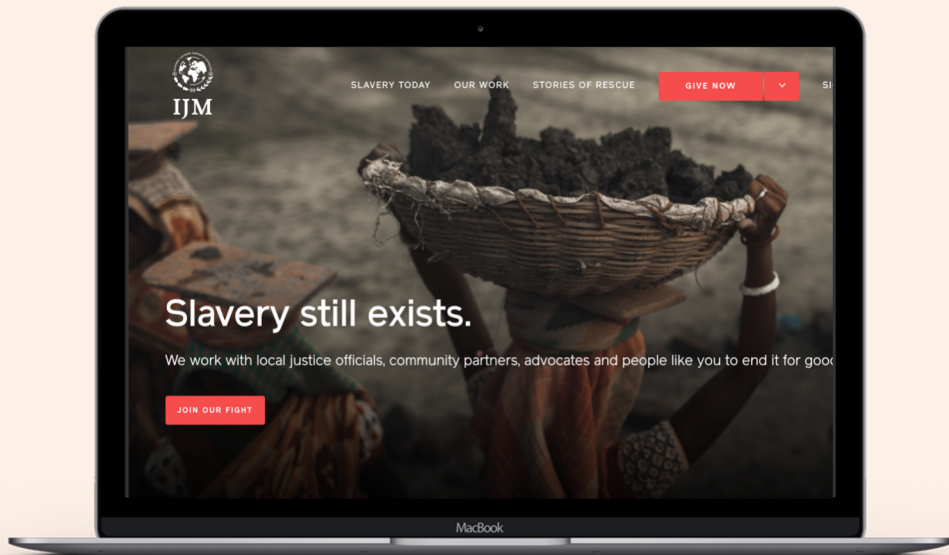 IJM
SLAVERY TODAY
OUR WORK
STORIES OF RESCUE
GIVE NOW
Slavery still exists.
We work with local justice officials, community partners, advocates and people like you to end it for
JOIN OUR FIGHT
MacBook